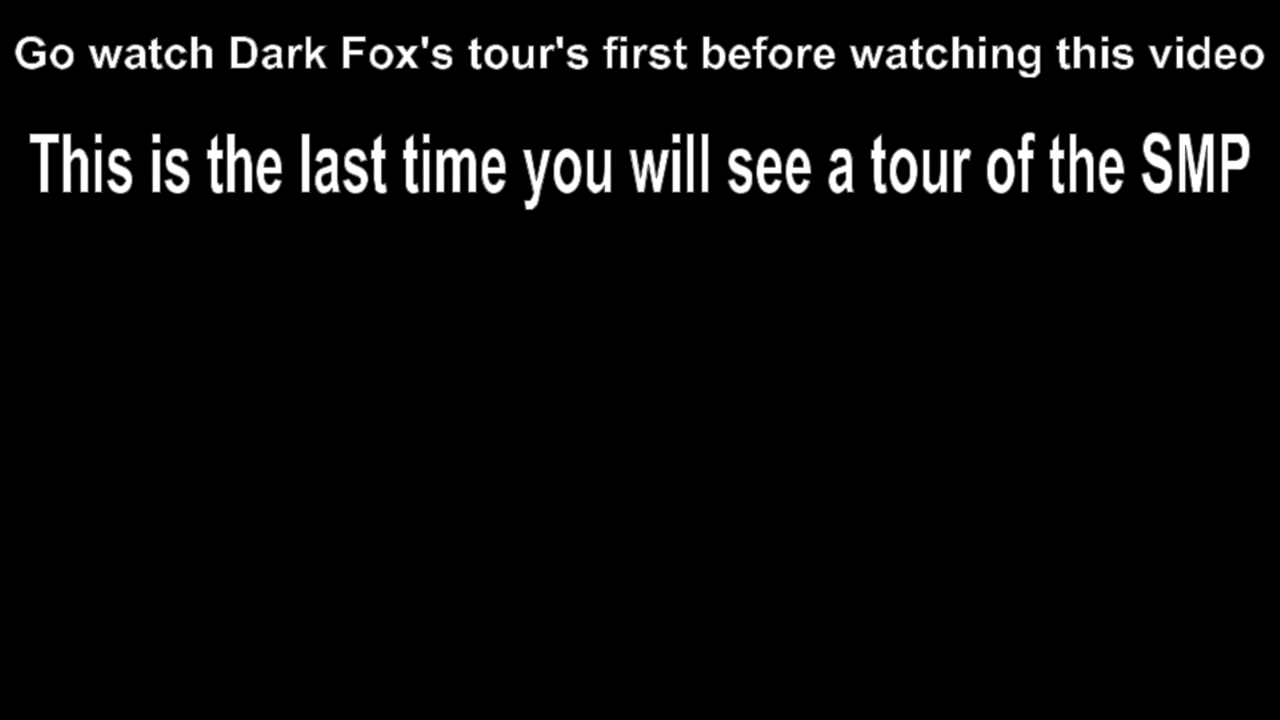 Go watch Dark Fox's tour's first before watching this video
This is the last time you will see a tour of the SMP